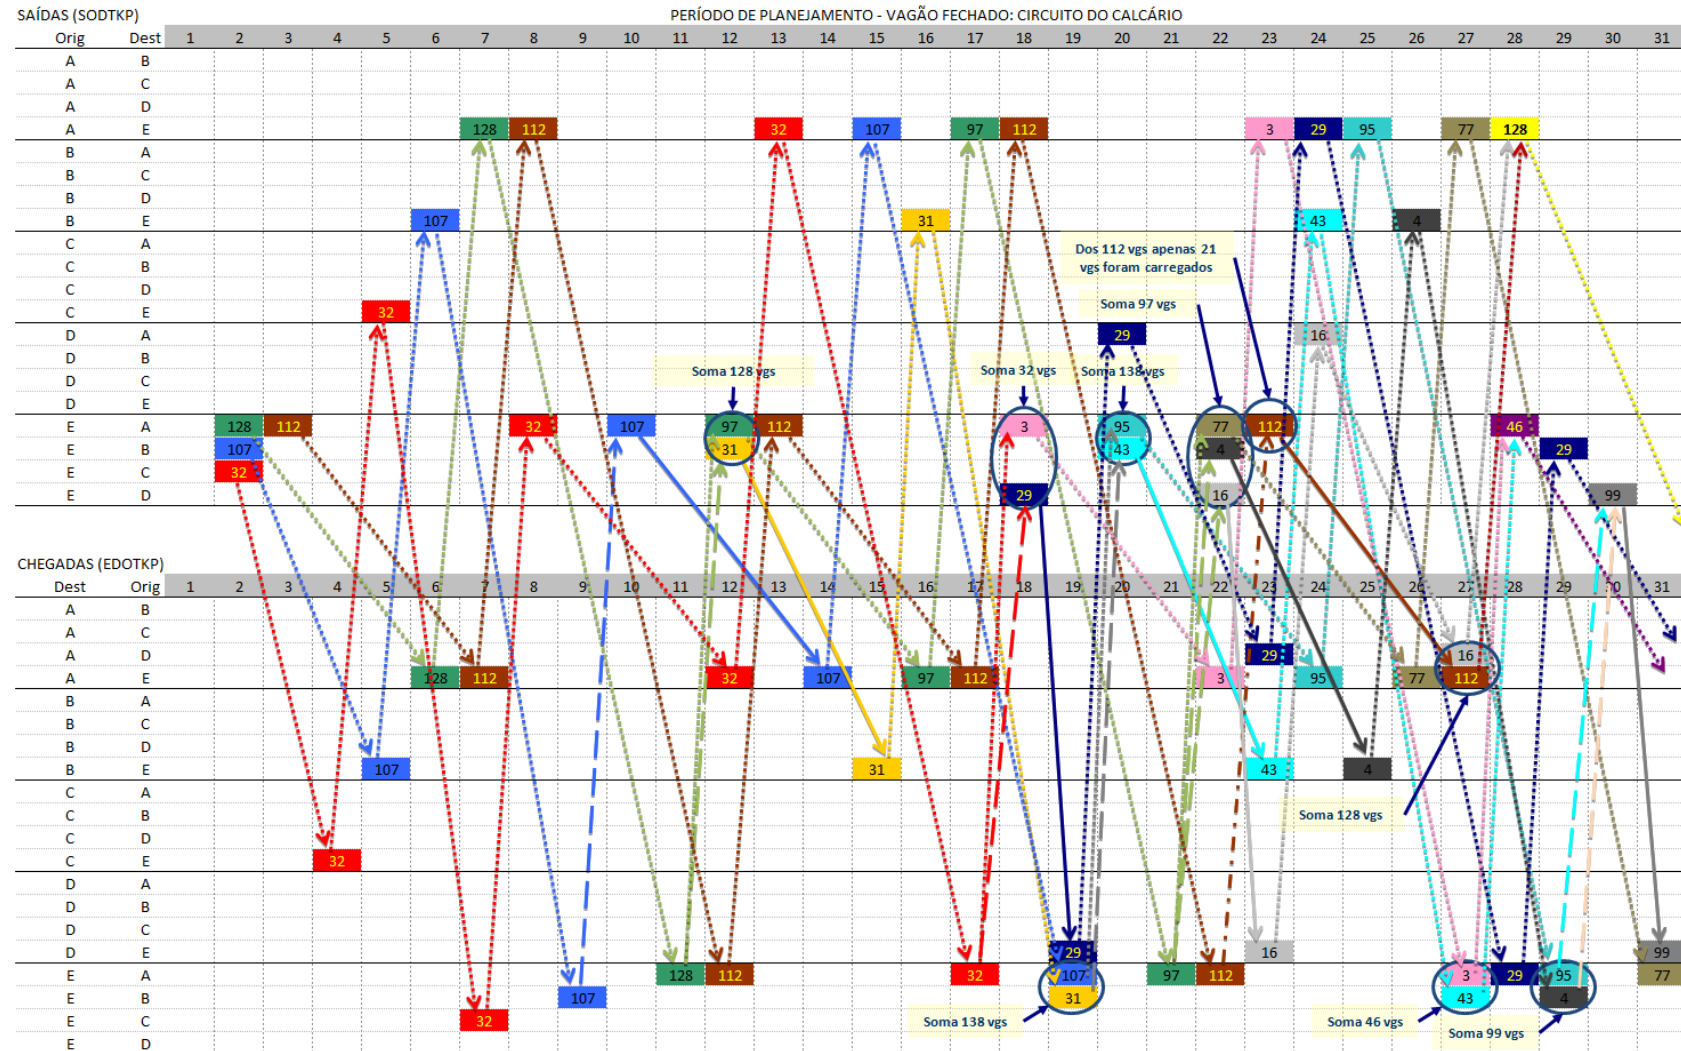 SAÍDAS (SODTKP) PERÍODO DE PLANEJAMENTO - VAGÃO FECHADO: CIRCUITO DO CALCÁRIO
Orig Dest 1 2 3 4 5 6 7 8 9 10 11 12 13 14 15 16 17 18 19 20 21 22 23 24 25 26 27 28 29 30 31
A B
A C
A D
A E 128 112 32 107 97 112 3 29 95 77 128
B A
B C
B D
B E 107 31 43 4
C A
Dos 112 vgs apenas 21
vgs foram carregados
C B
C D
Soma 97 vgs
C E 32
D A 29 16
D B
D C
Soma 128 vgs Soma 32 vgs Soma 138 vgs
D E
E A 128 112 32 107 97 112 3 95 77 112 46
E B 107 31 43 4 29
E C 32
E D 29 16 99
CHEGADAS (EDOTKP)
Dest Orig 1 2 3 4 5 6 7 8 9 10 11 12 13 14 15 16 17 18 19 20 21 22 23 24 25 26 27 28 29 30 31
A B
A C
A D 29 16
A E 128 112 32 107 97 112 3 95 77 112
B A
B C
B D
B E 107 31 43 4
C A
C B
Soma 128 vgs
C D
C E 32
D A
D B
D C
D E 29 16 99
E A 128 112 32 107 97 112 3 29 95 77
E B 107 31 43 4
E C 32
Soma 138 vgs Soma 46 vgs Soma 99 vgs
E D